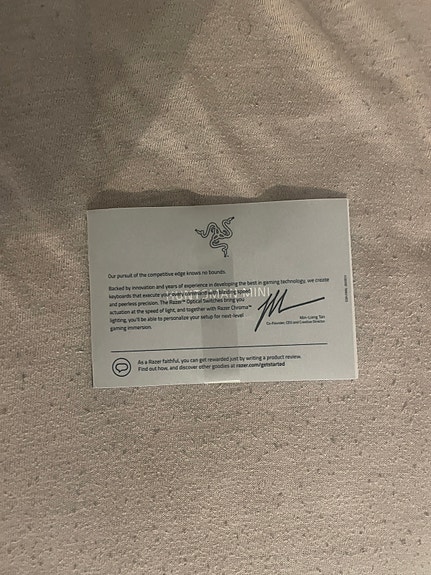 Our pursuit of the competitive edge knows no bounds.
Backed by innovation and years of experience in developing the best in gaming technology, we create
keyboards that execute your every command with blinding speed
and peerless precision. The Razer™ Optical Switches bring you
actuation at the speed of light, and together with Razer Chroma™
lighting, you'll be able to personalize your setup for next-level
gaming immersion.
HUNTSMAN MINI
Min-Liang Tan
Co-Founder, CEO and Creative Director
As a Razer faithful, you can get rewarded just by writing a product review.
Find out how, and discover other goodies at razer.com/getstarted